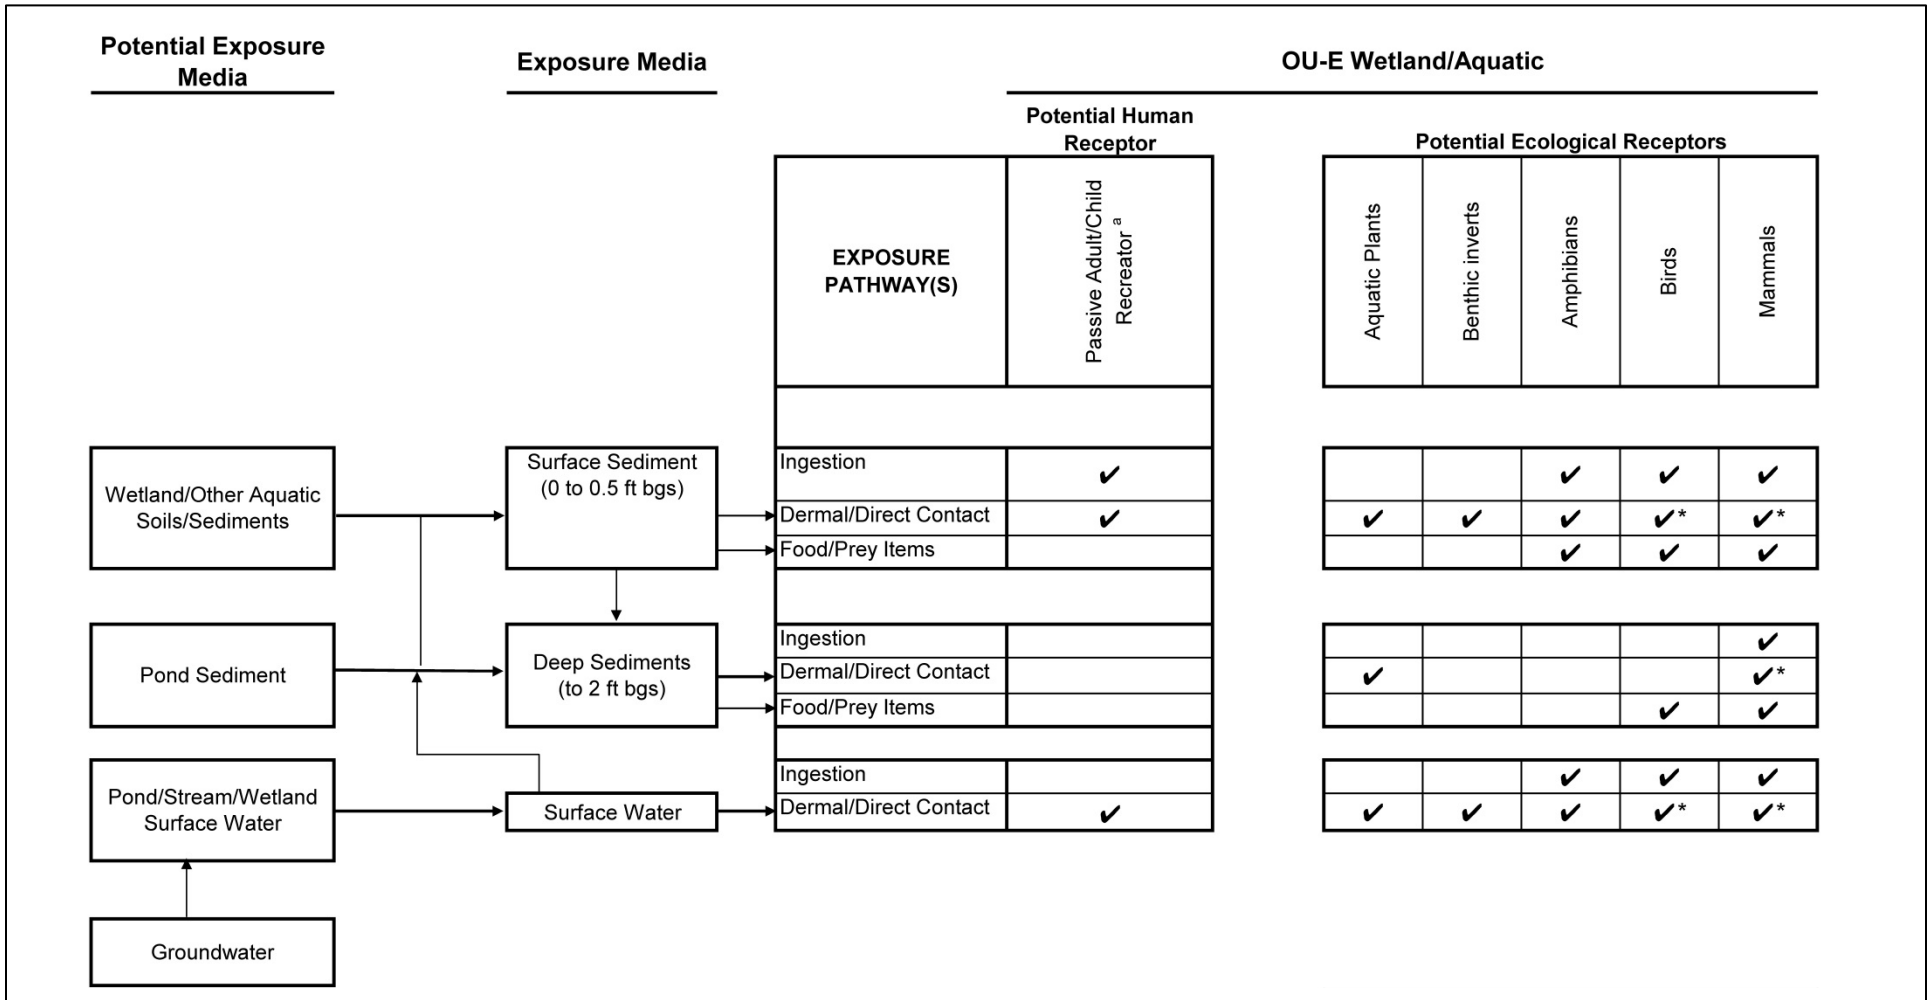 Potential Exposure
Media
Exposure Media
OU-E Wetland/Aquatic
Potential Human
Receptor
Potential Ecological Receptors
EXPOSURE
PATHWAY(S)
Passive Adult/Child
Recreator a
Aquatic Plants
Benthic inverts
Amphibians
Birds
Mammals
Wetland/Other Aquatic
Soils/Sediments
Surface Sediment
(0 to 0.5 ft bgs)
Ingestion ✔ ✔ ✔ ✔
Dermal/Direct Contact ✔ ✔ ✔ ✔ ✔* ✔*
Food/Prey Items ✔ ✔ ✔
Pond Sediment
Deep Sediments
(to 2 ft bgs)
Ingestion ✔
Dermal/Direct Contact ✔ ✔*
Food/Prey Items ✔ ✔
Pond/Stream/Wetland
Surface Water
Surface Water
Ingestion ✔ ✔ ✔
Dermal/Direct Contact ✔ ✔ ✔ ✔ ✔* ✔*
Groundwater